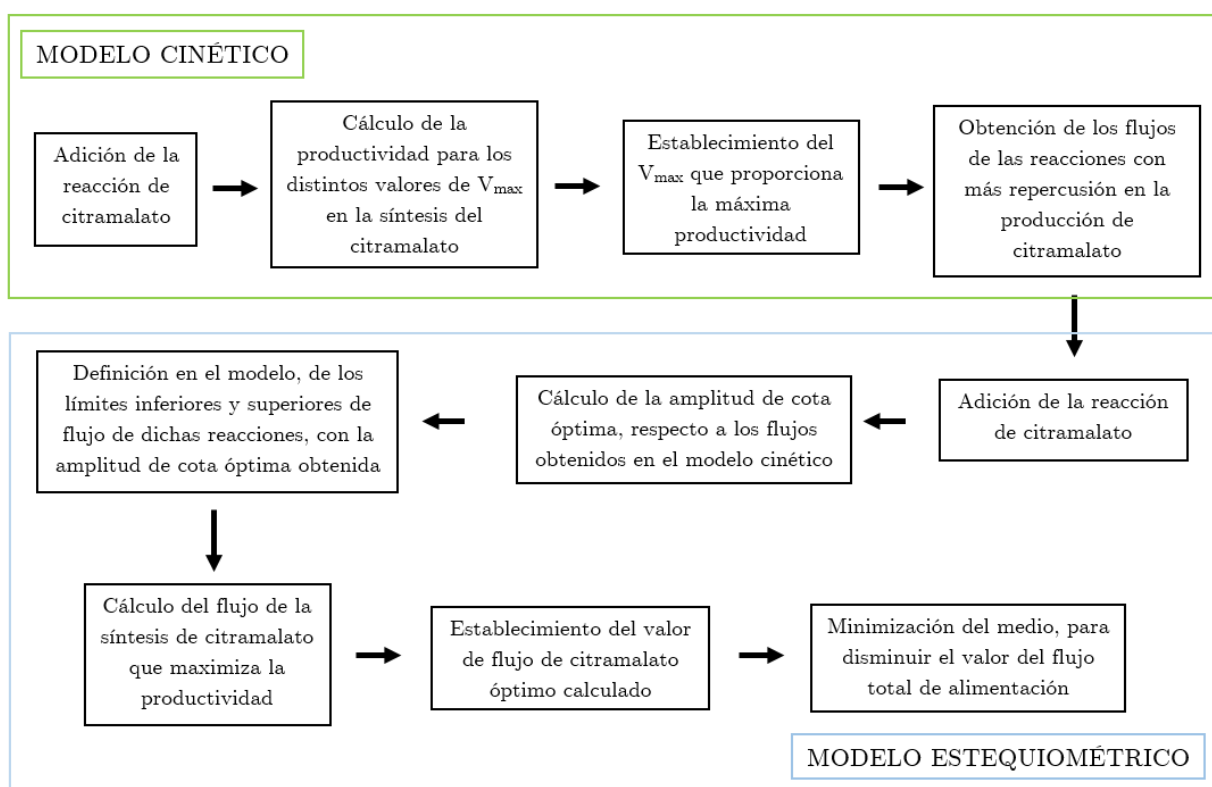 MODELO CINÉTICO
Adición de la
reacción de
citramalato
Cálculo de la
productividad para los
distintos valores de Vmax
en la síntesis del
citramalato
Establecimiento del
Vmax que proporciona
la máxima
productividad
Obtención de los flujos
de las reacciones con
más repercusión en la
producción de
citramalato
Adición de la reacción
de citramalato
Cálculo de la amplitud de cota
óptima, respecto a los flujos
obtenidos en el modelo cinético
Definición en el modelo, de los
límites inferiores y superiores de
flujo de dichas reacciones, con la
amplitud de cota óptima obtenida
Cálculo del flujo de la
síntesis de citramalato
que maximiza la
productividad
Establecimiento del valor
de flujo de citramalato
óptimo calculado
Minimización del medio, para
disminuir el valor del flujo
total de alimentación
MODELO ESTEQUIOMÉTRICO